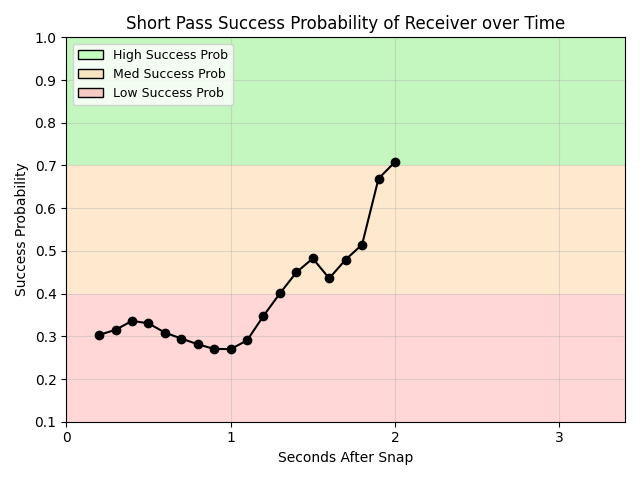 Short Pass Success Probability of Receiver over Time
1.0
0.9
0.8
0.7
0.6
0.5
0.4
0.3
0.2
0.1
Success Probability
High Success Prob
Med Success Prob
Low Success Prob
0 1 2 3
Seconds After Snap